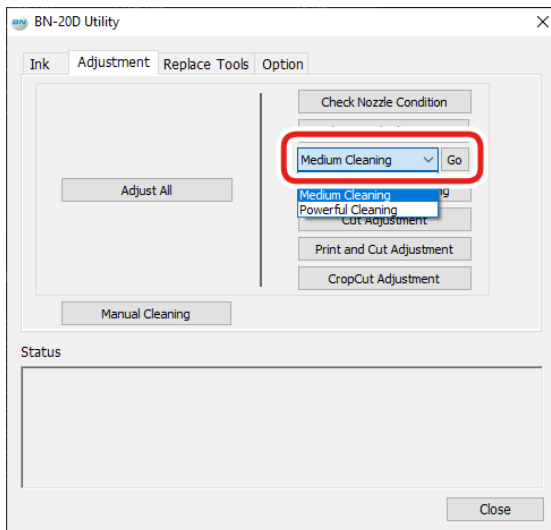 BN-20D Utility
Ink Adjustment Replace Tools Option
Check Nozzle Condition
Medium Cleaning Go
Medium Cleaning
Powerful Cleaning
Adjust All
Cut Adjustment
Print and Cut Adjustment
CropCut Adjustment
Manual Cleaning
Status
Close